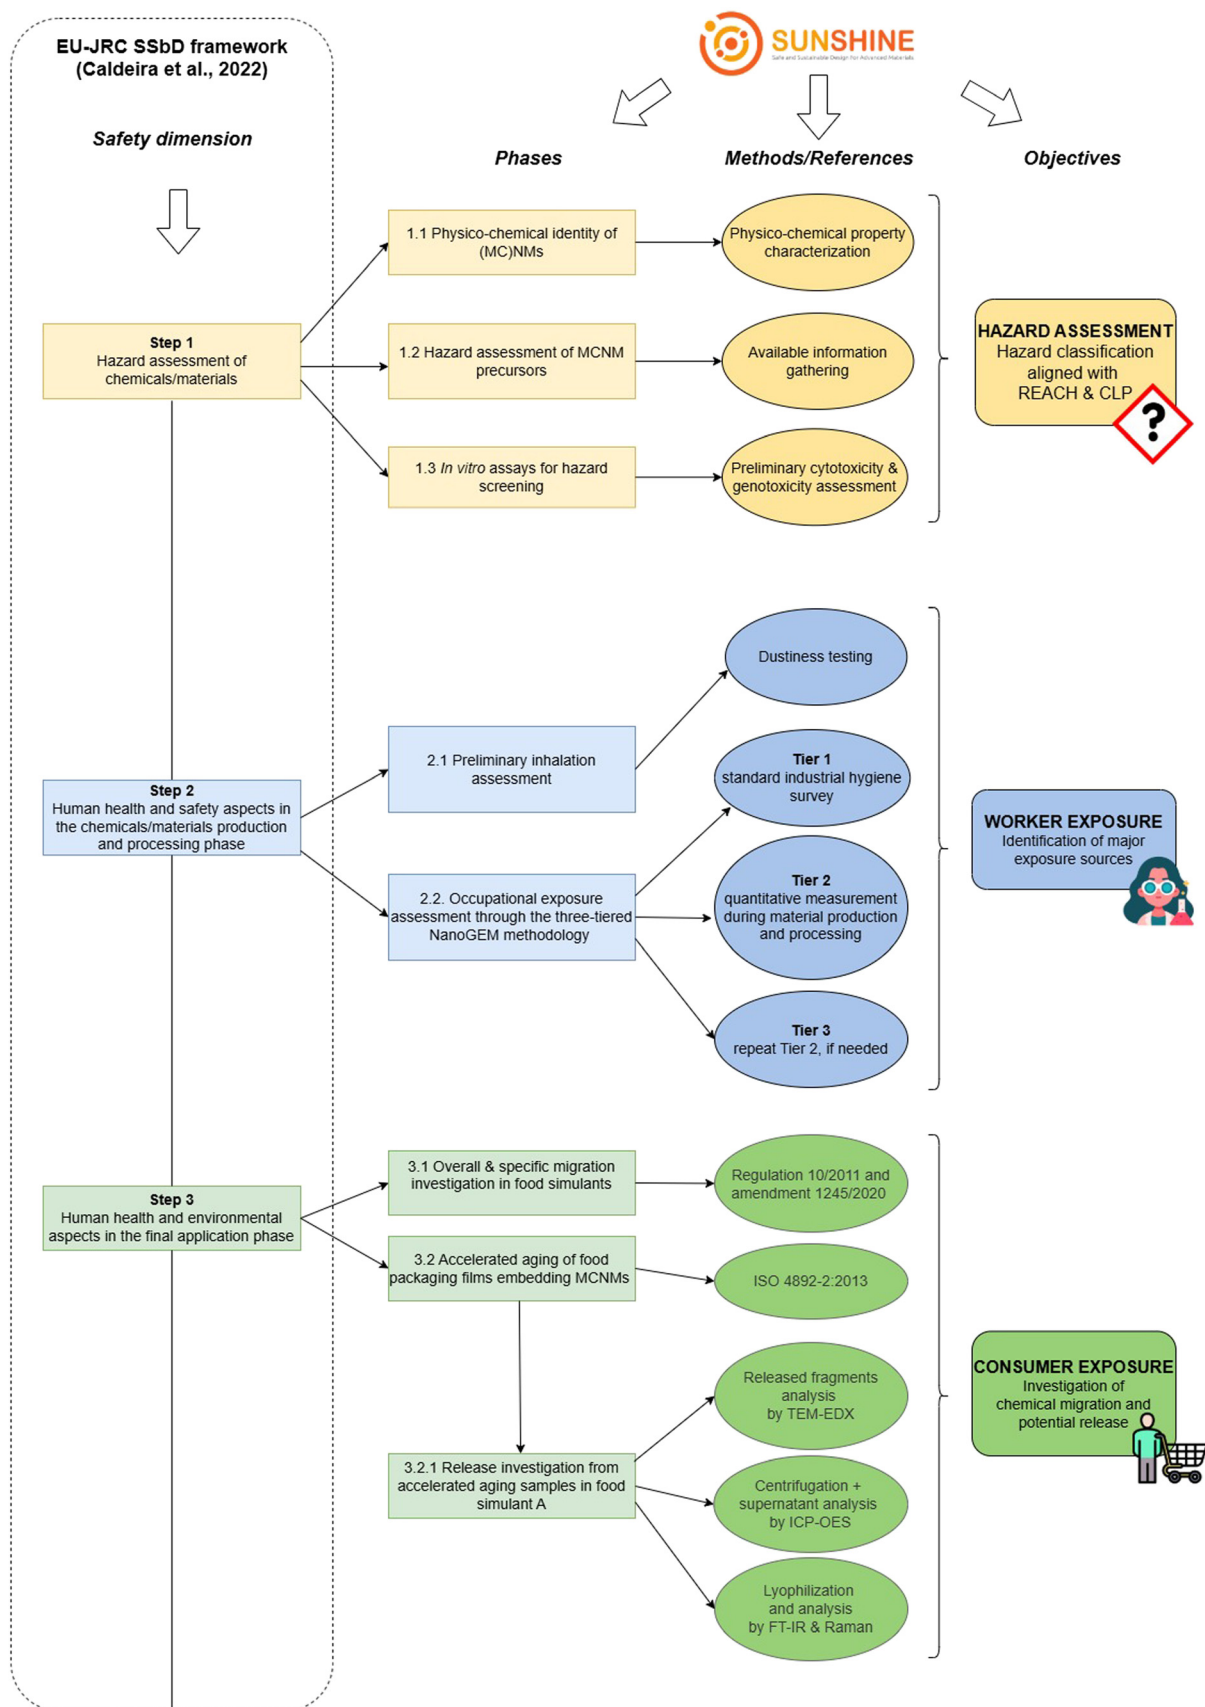 EU-JRC SSbD framework
(Caldeira et al., 2022)
SUNSHINE
Safe and Sustainable Design for Advanced Materials
Safety dimension
Phases
Methods/References
Objectives
1.1 Physico-chemical identity of
(MC)NMs
Physico-chemical property
characterization
Step 1
Hazard assessment of
chemicals/materials
1.2 Hazard assessment of MCNM
precursors
Available information
gathering
HAZARD ASSESSMENT
Hazard classification
aligned with
REACH & CLP
?
1.3 In vitro assays for hazard
screening
Preliminary cytotoxicity &
genotoxicity assessment
Dustiness testing
2.1 Preliminary inhalation
assessment
Tier 1
standard industrial hygiene
survey
Step 2
Human health and safety aspects in
the chemicals/materials production
and processing phase
WORKER EXPOSURE
Identification of major
exposure sources
2.2. Occupational exposure
assessment through the three-tiered
NanoGEM methodology
Tier 2
quantitative measurement
during material production
and processing
Tier 3
repeat Tier 2, if needed
3.1 Overall & specific migration
investigation in food simulants
Regulation 10/2011 and
amendment 1245/2020
Step 3
Human health and environmental
aspects in the final application phase
3.2 Accelerated aging of food
packaging films embedding MCNMs
ISO 4892-2:2013
Released fragments
analysis
by TEM-EDX
CONSUMER EXPOSURE
Investigation of
chemical migration and
potential release
3.2.1 Release investigation from
accelerated aging samples in food
simulant A
Centrifugation +
supernatant analysis
by ICP-OES
Lyophilization
and analysis
by FT-IR & Raman